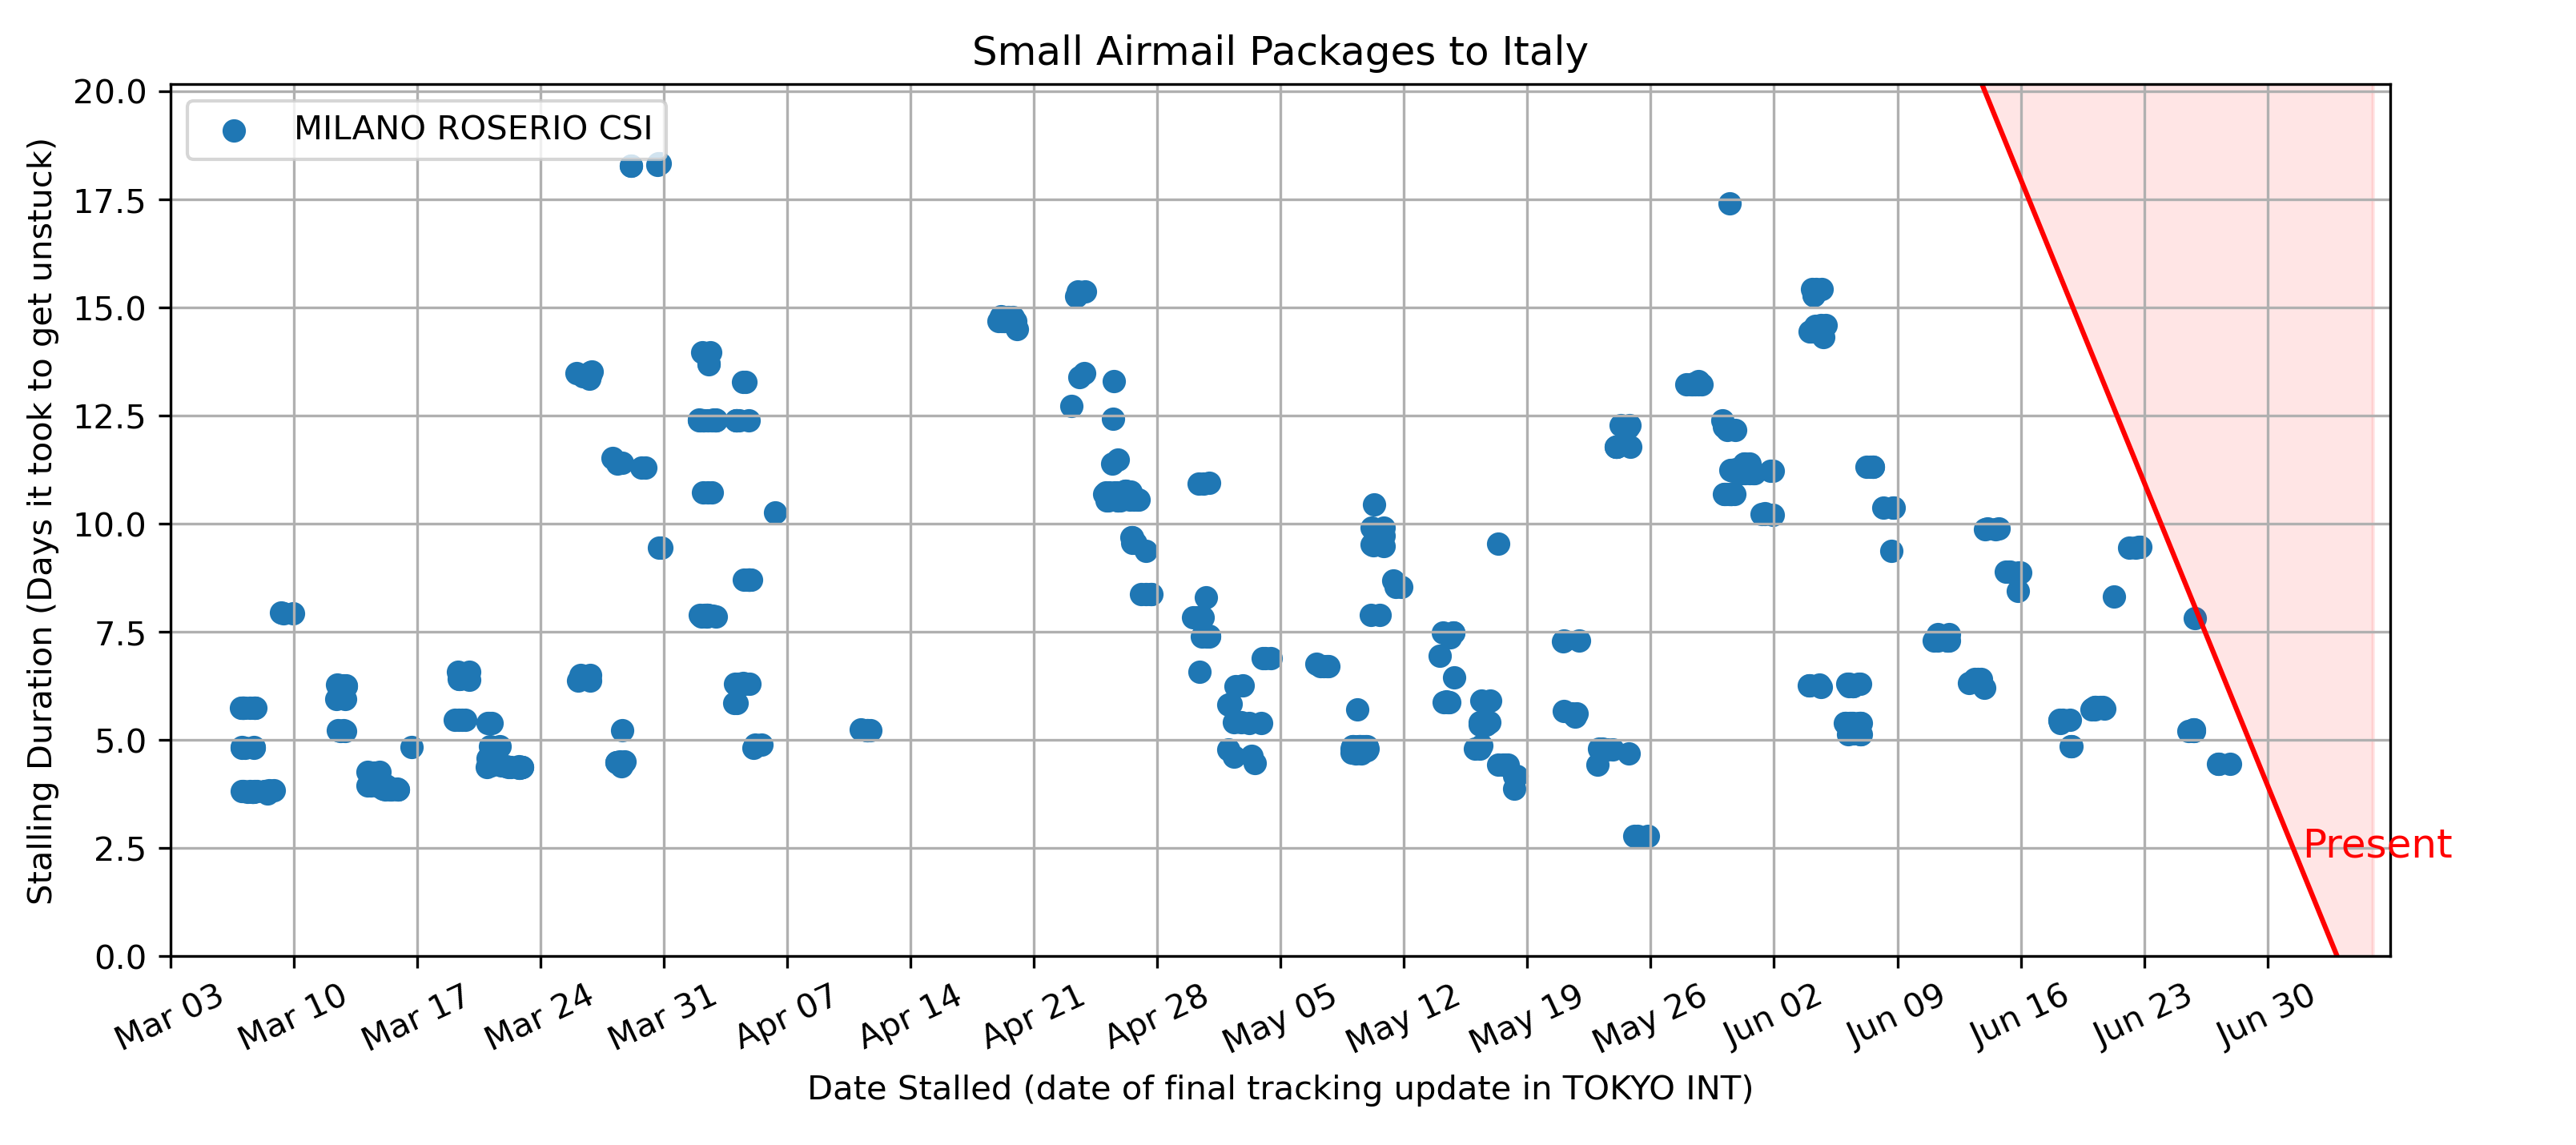 Small Airmail Packages to Italy
MILANO ROSERIO CSI
Stalling Duration (Days it took to get unstuck)
20.0
17.5
15.0
12.5
10.0
7.5
5.0
2.5
0.0
Present
Mar 03
Mar 10
Mar 17
Mar 24
Mar 31
Apr 07
Apr 14
Apr 21
Apr 28
May 05
May 12
May 19
May 26
Jun 02
Jun 09
Jun 16
Jun 23
Jun 30
Date Stalled (date of final tracking update in TOKYO INT)